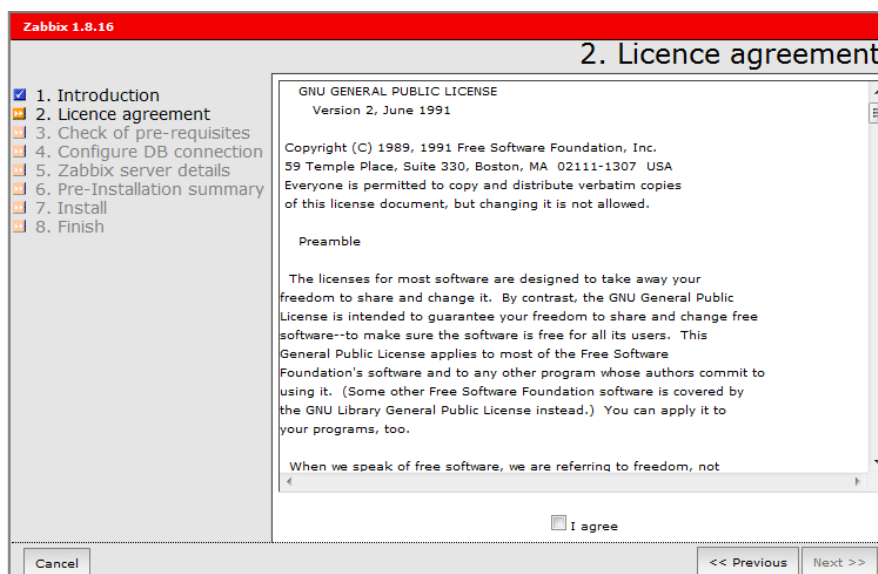 Zabbix 1.8.16
2. Licence agreement
1. Introduction
2. Licence agreement
3. Check of pre-requisites
4. Configure DB connection
5. Zabbix server details
6. Pre-Installation summary
7. Install
8. Finish
GNU GENERAL PUBLIC LICENSE
Version 2, June 1991
Copyright (C) 1989, 1991 Free Software Foundation, Inc.
59 Temple Place, Suite 330, Boston, MA  02111-1307  USA
Everyone is permitted to copy and distribute verbatim copies
of this license document, but changing it is not allowed.
Preamble
The licenses for most software are designed to take away your
freedom to share and change it.  By contrast, the GNU General Public
License is intended to guarantee your freedom to share and change free
software--to make sure the software is free for all its users.  This
General Public License applies to most of the Free Software
Foundation's software and to any other program whose authors commit to
using it.  (Some other Free Software Foundation software is covered by
the GNU Library General Public License instead.)  You can apply it to
your programs, too.
When we speak of free software, we are referring to freedom, not
I agree
Cancel
<< Previous
Next >>